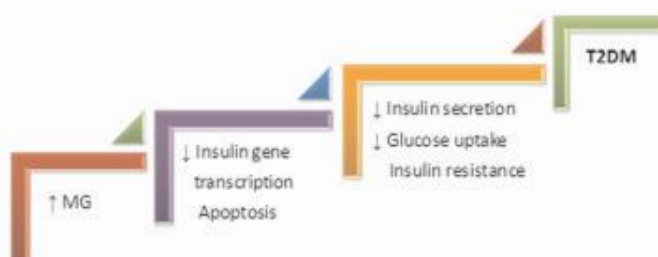 ↑ MG
↓ Insulin gene
transcription
Apoptosis
↓ Insulin secretion
↓ Glucose uptake
Insulin resistance
T2DM